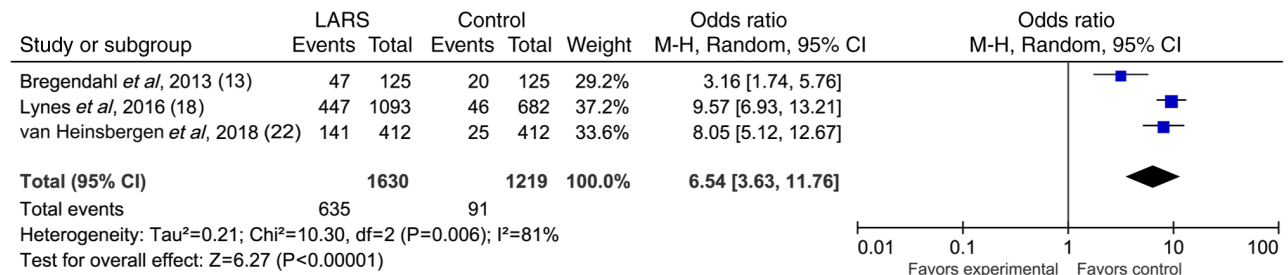 LARS Control Odds ratio Odds ratio
Study or subgroup Events Total Events Total Weight M-H, Random, 95% CI M-H, Random, 95% CI
Bregendahl et al, 2013 (13) 47 125 20 125 29.2% 3.16 [1.74, 5.76]
Lynes et al, 2016 (18) 447 1093 46 682 37.2% 9.57 [6.93, 13.21]
van Heinsbergen et al, 2018 (22) 141 412 25 412 33.6% 8.05 [5.12, 12.67]
Total (95% CI) 1630 1219 100.0% 6.54 [3.63, 11.76]
Total events 635 91
Heterogeneity: Tau²=0.21; Chi²=10.30, df=2 (P=0.006); I²=81%
Test for overall effect: Z=6.27 (P<0.00001)
0.01 0.1 1 10 100
Favors experimental Favors control